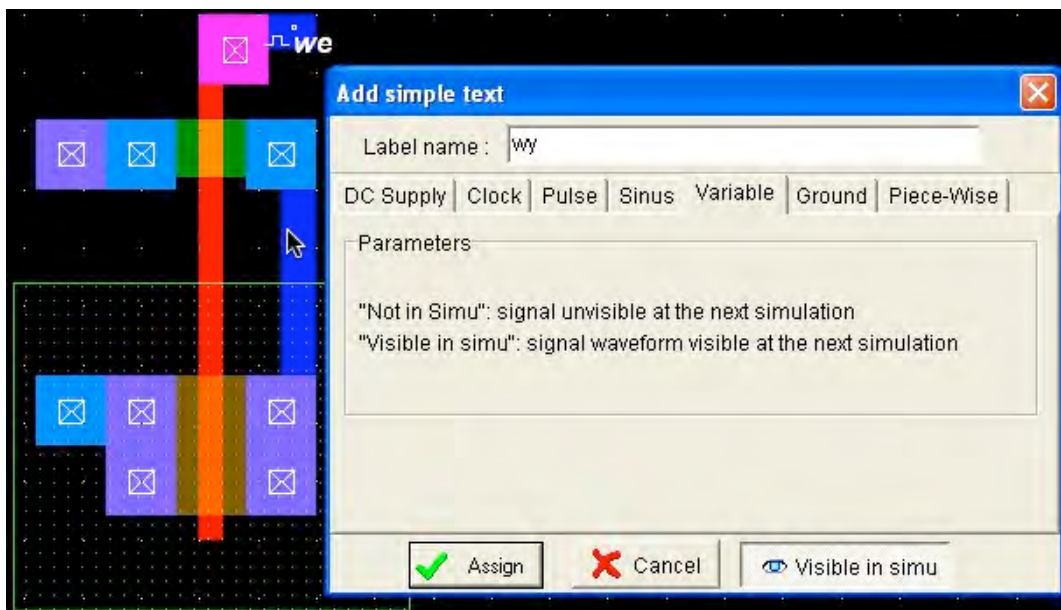 we
Add simple text
Label name : wy
DC Supply Clock Pulse Sinus Variable Ground Piece-Wise
Parameters
"Not in Simu": signal unvisible at the next simulation
"Visible in simu": signal waveform visible at the next simulation
Assign Cancel Visible in simu